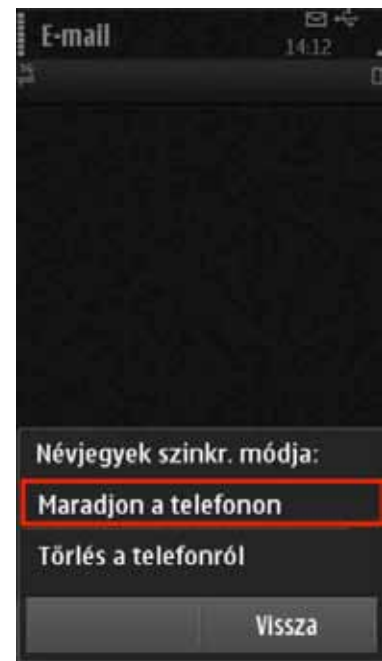 E-mail
14:12
Névjegyek szinkr. módja:
Maradjon a telefonon
Törlés a telefonról
Vissza